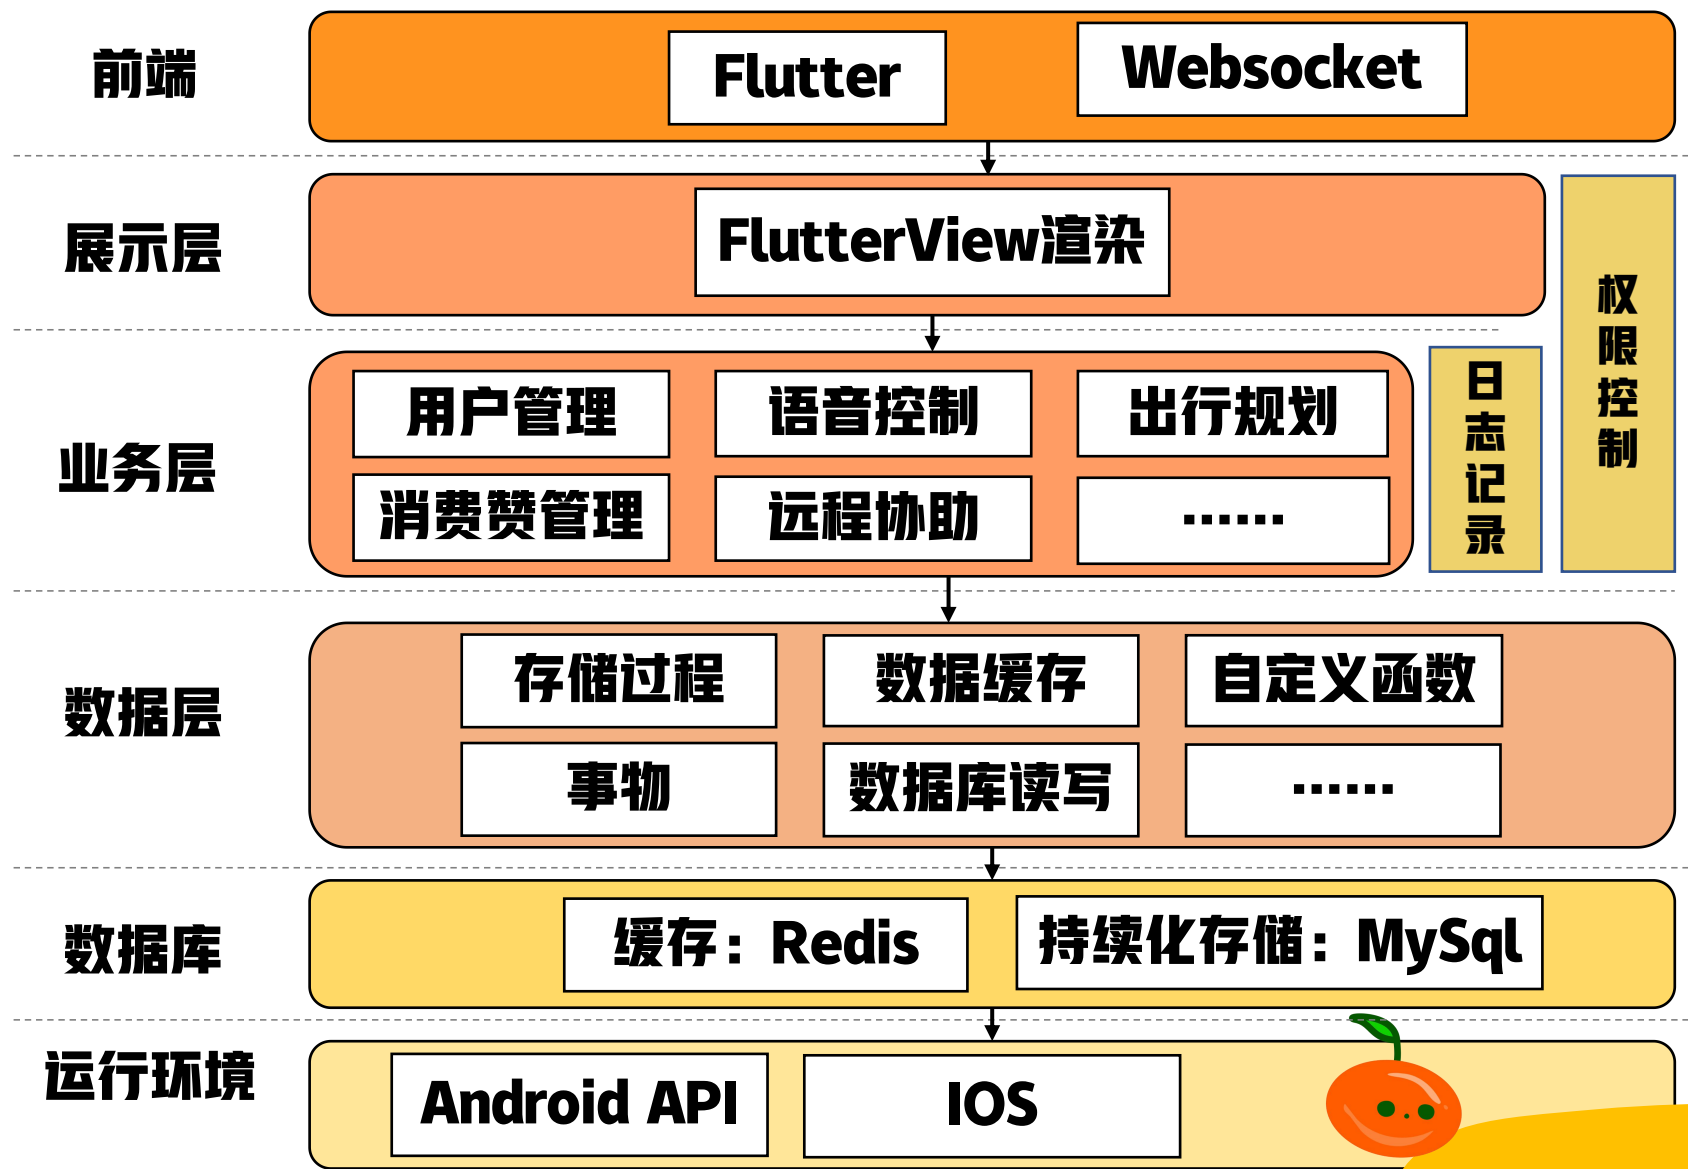 前端
Flutter
Websocket
展示层
FlutterView渲染
权限控制
业务层
用户管理
语音控制
出行规划
日志记录
消费赞管理
远程协助
......
数据层
存储过程
数据缓存
自定义函数
事物
数据库读写
......
数据库
缓存：Redis
持续化存储：MySql
运行环境
Android API
IOS